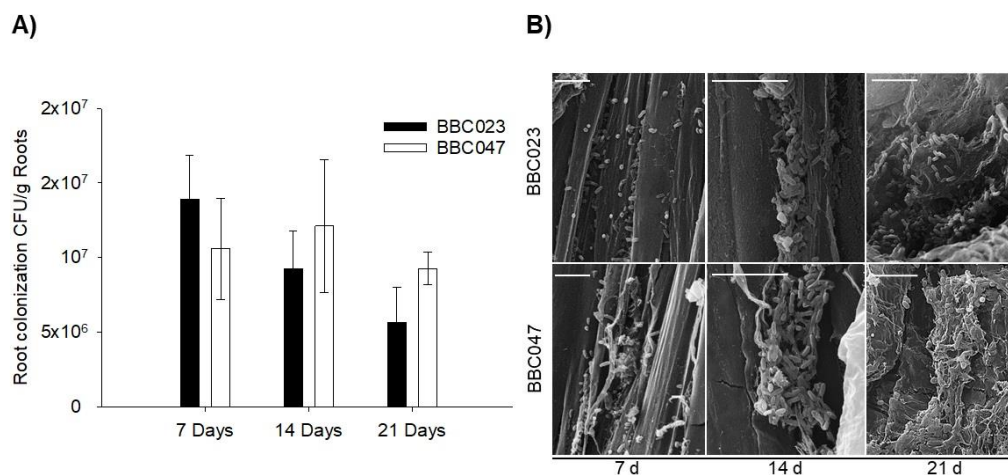 A)
B)
Root colonization CFU/g Roots
2x10⁷
2x10⁷
10⁷
5x10⁶
0
BBC023
BBC047
7 Days
14 Days
21 Days
BBC023
BBC047
7 d
14 d
21 d